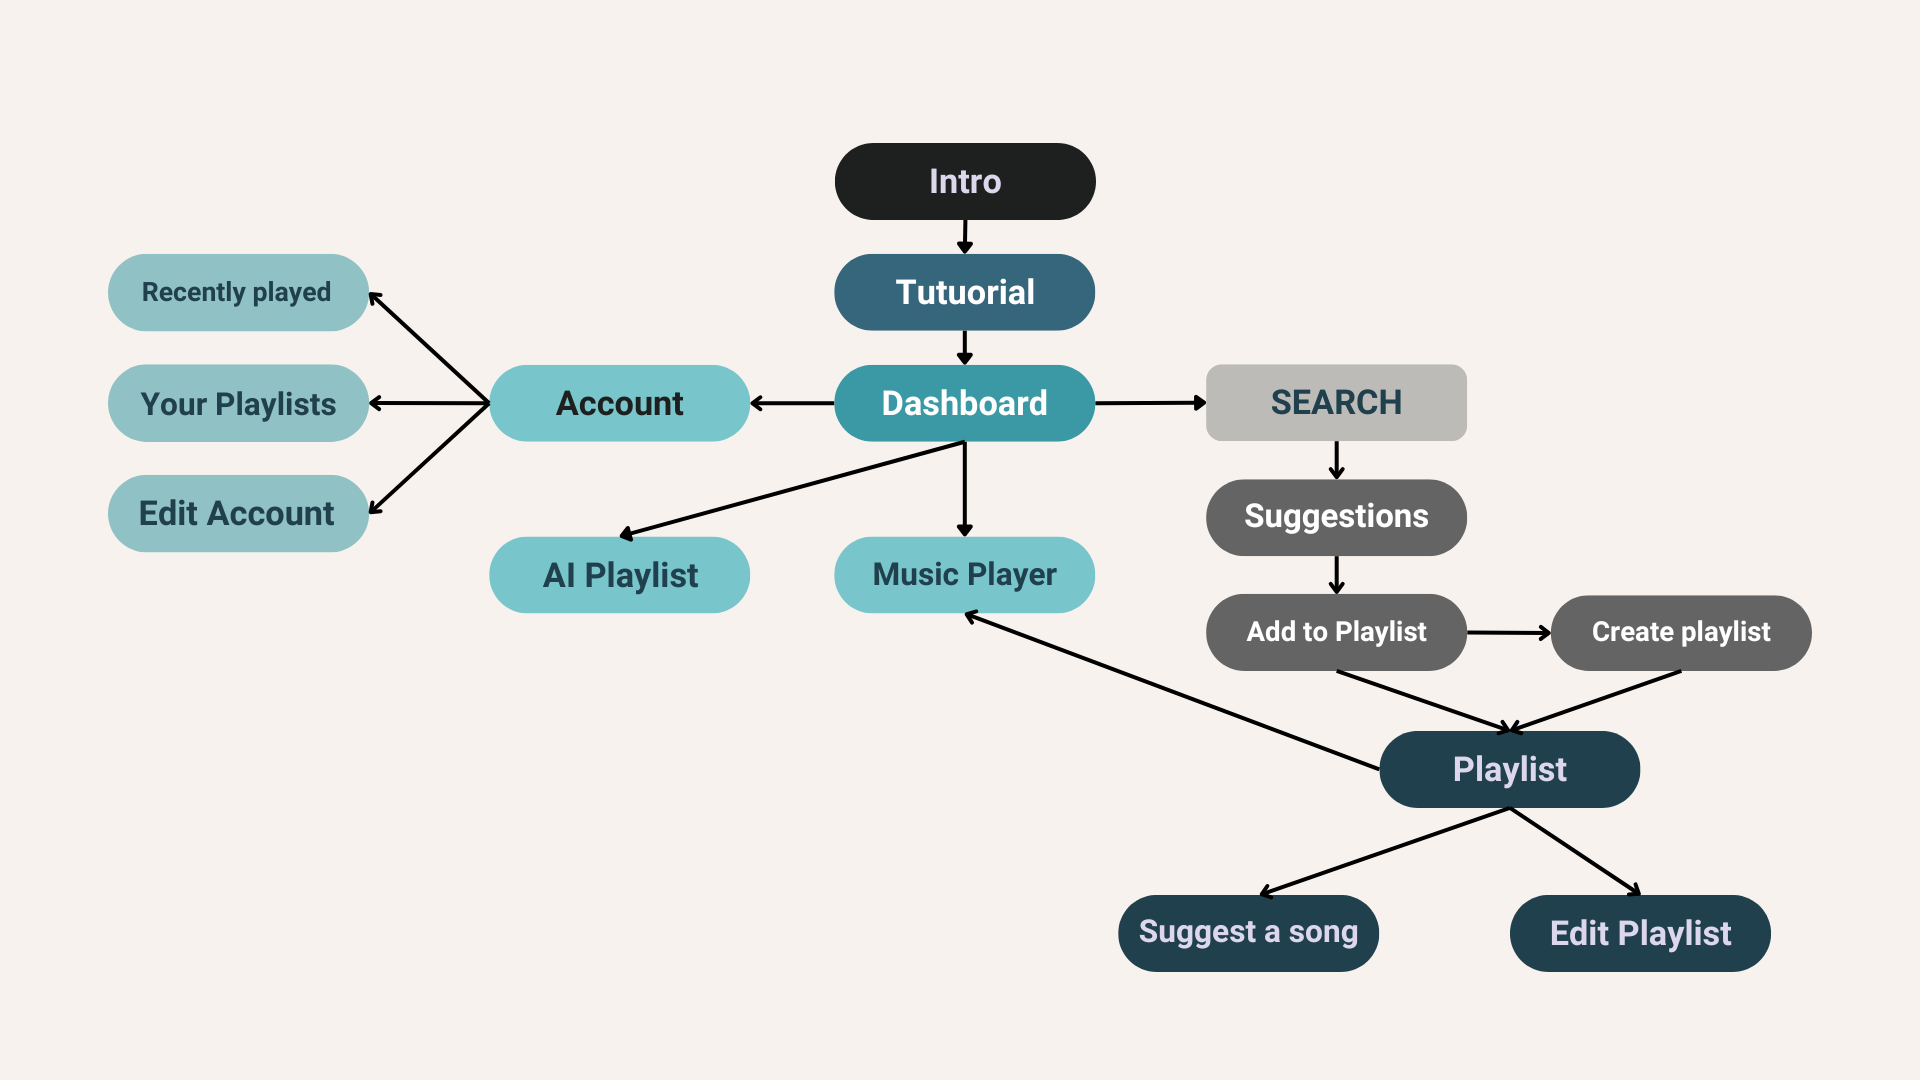 Intro
Recently played
Tutuorial
Your Playlists
Account
Dashboard
SEARCH
Edit Account
Suggestions
AI Playlist
Music Player
Add to Playlist
Create playlist
Playlist
Suggest a song
Edit Playlist